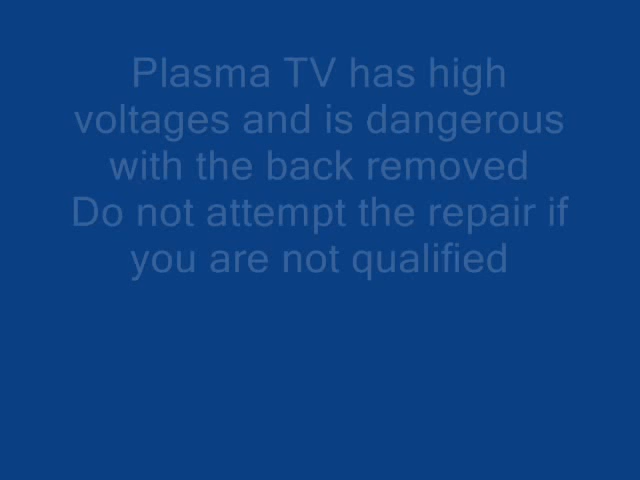 Plasma TV has high
voltages and is dangerous
with the back removed
Do not attempt the repair if
you are not qualified